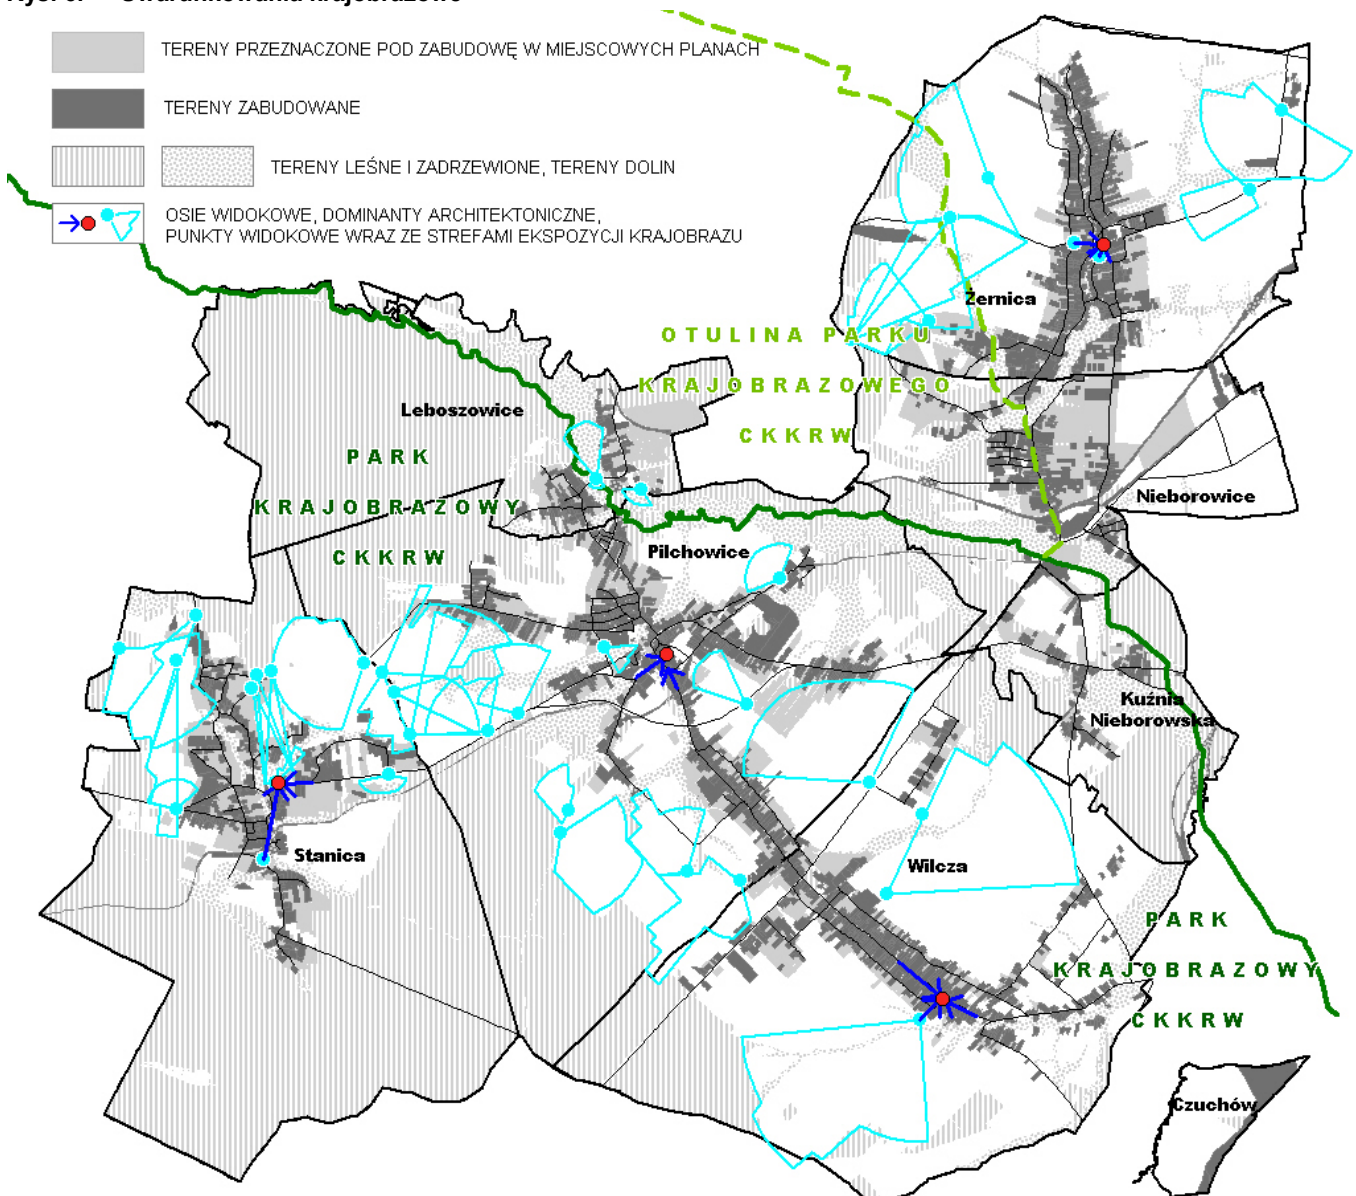 TERENY PRZEZNACZONE POD ZABUDOWĘ W MIEJSCOWYCH PLANACH
TERENY ZABUDOWANE
TERENY LEŚNE I ZADRZEWIONE, TERENY DOLIN
OSIE WIDOKOWE, DOMINANTY ARCHITEKTONICZNE,
PUNKTY WIDOKOWE WRAZ ZE STREFAMI EKSPOZYCJI KRAJOBRAZU
Żernica
OTULINA PARKU
KRAJOBRAZOWEGO
CKKRW
Leboszowice
PARK
KRAJOBRAZOWY
CKKRW
Nieborowice
Pilchowice
Kuźnia
Nieborowska
Stanica
Wilcza
PARK
KRAJOBRAZOWY
CKKRW
Czuchów